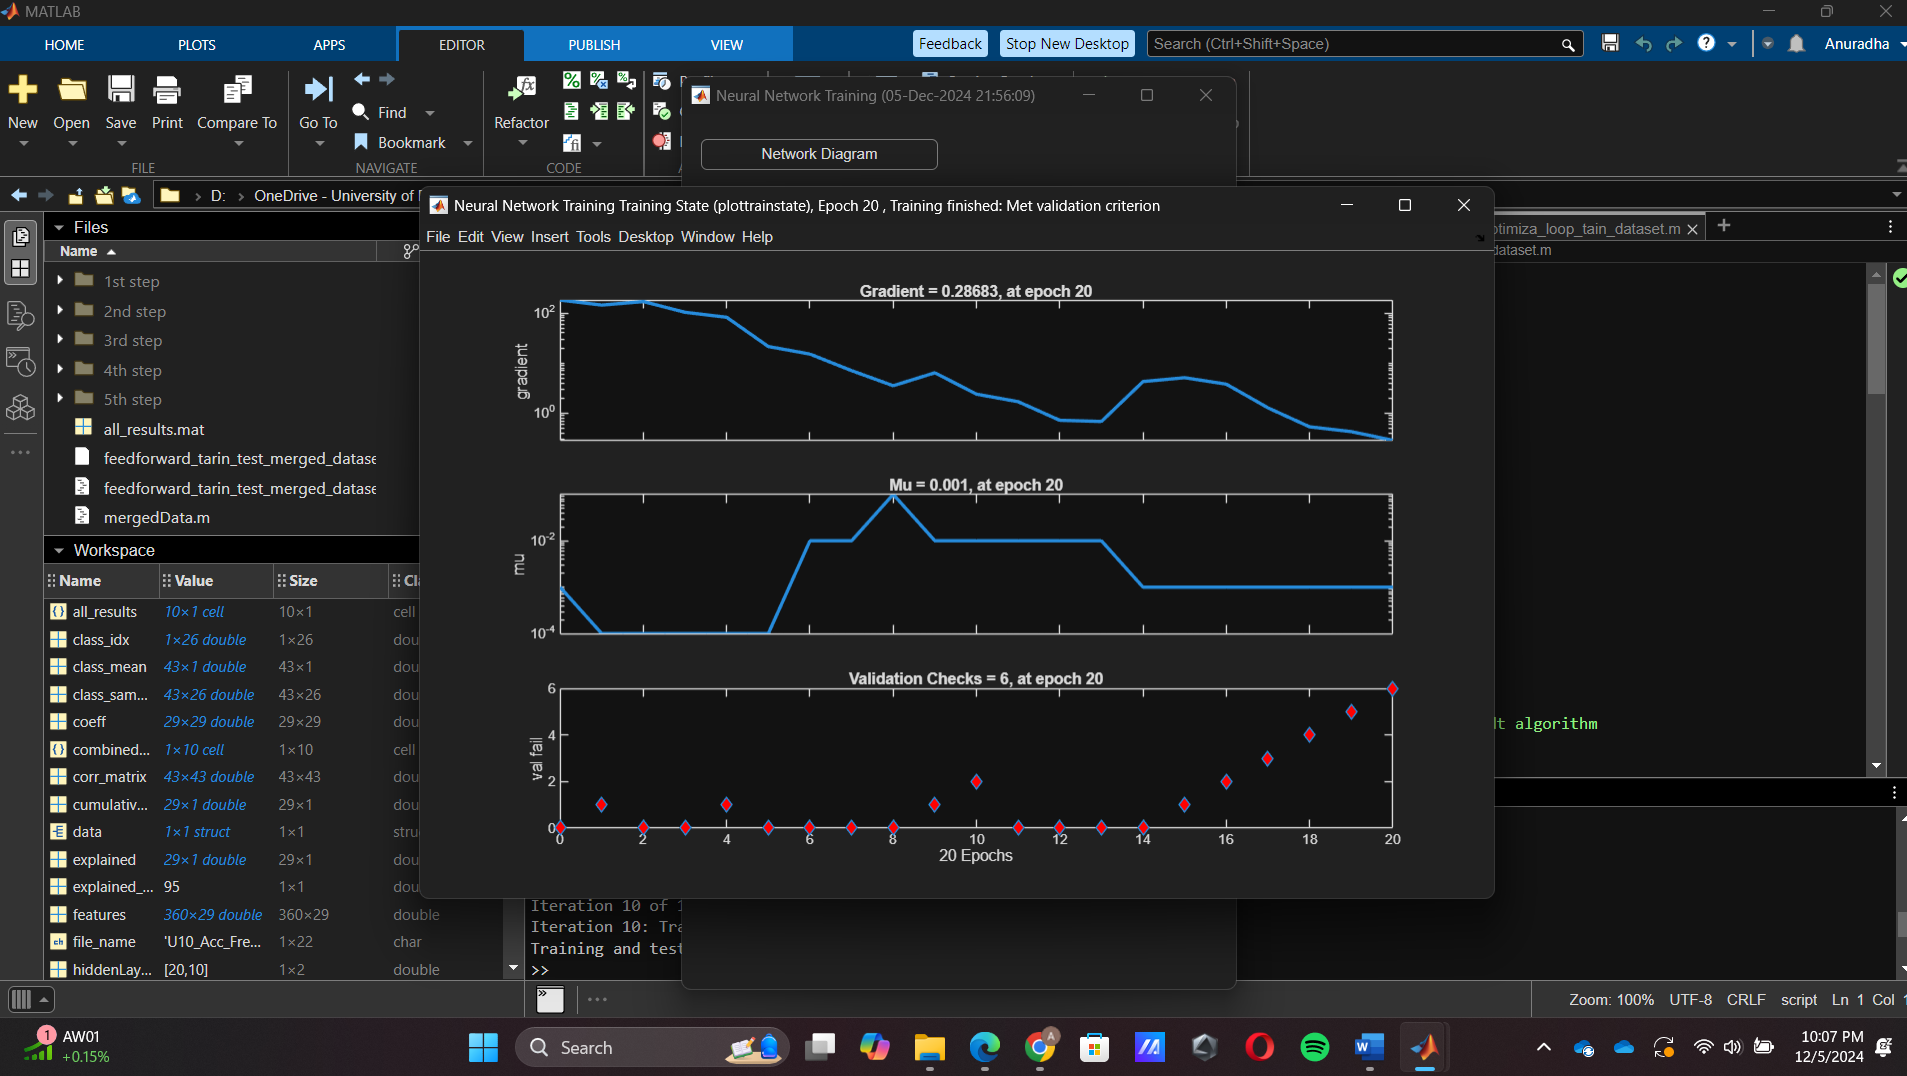 MATLAB
HOME PLOTS APPS EDITOR PUBLISH VIEW Feedback Stop New Desktop Search (Ctrl+Shift+Space) Anuradha
New Open Save Print Compare To Go To Find Bookmark Refactor
FILE NAVIGATE CODE
Neural Network Training (05-Dec-2024 21:56:09)
Network Diagram
D: OneDrive - University of
Neural Network Training Training State (plottrainstate), Epoch 20 , Training finished: Met validation criterion
File Edit View Insert Tools Desktop Window Help
ptimiza_loop_tain_dataset.m
dataset.m
Files
Name
1st step
2nd step
3rd step
4th step
5th step
all_results.mat
feedforward_tarin_test_merged_datase
feedforward_tarin_test_merged_datase
mergedData.m
Gradient = 0.28683, at epoch 20
gradient
10²
10⁰
Mu = 0.001, at epoch 20
mu
10⁻²
10⁻⁴
Validation Checks = 6, at epoch 20
val fail
6
4
2
0
0 2 4 6 8 10 12 14 16 18 20
20 Epochs
lt algorithm
Workspace
Name Value Size Cl
all_results 10×1 cell 10×1 cell
class_idx 1×26 double 1×26 dou
class_mean 43×1 double 43×1 dou
class_sam... 43×26 double 43×26 dou
coeff 29×29 double 29×29 dou
combined... 1×10 cell 1×10 cell
corr_matrix 43×43 double 43×43 dou
cumulativ... 29×1 double 29×1 dou
data 1×1 struct 1×1 stru
explained 29×1 double 29×1 dou
explained_... 95 1×1 dou
features 360×29 double 360×29 double
file_name 'U10_Acc_Fre... 1×22 char
hiddenLay... [20,10] 1×2 double
Iteration 10 of 1
Iteration 10: Tra
Training and test
>>
Zoom: 100% UTF-8 CRLF script Ln 1 Col 1
1
AW01
+0.15%
Search
A
10:07 PM
12/5/2024